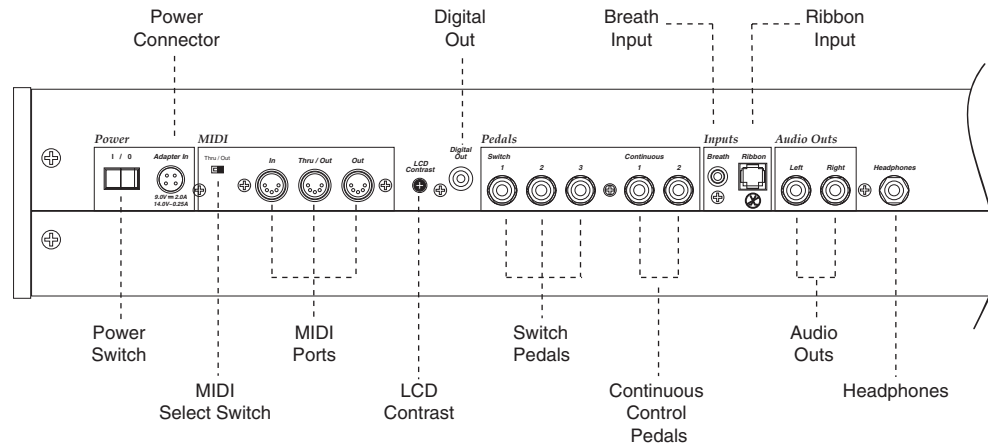 Power
Connector
Digital
Out
Breath
Input
Ribbon
Input
Power
MIDI
Pedals
Inputs
Audio Outs
I / 0
Adapter In
9.0V 2.0A
14.0V~0.25A
Thru / Out
In
Thru / Out
Out
LCD
Contrast
Digital
Out
Switch
1
2
3
Continuous
1
2
Breath
Ribbon
Left
Right
Headphones
Power
Switch
MIDI
Ports
Switch
Pedals
Audio
Outs
MIDI
Select Switch
LCD
Contrast
Continuous
Control
Pedals
Headphones